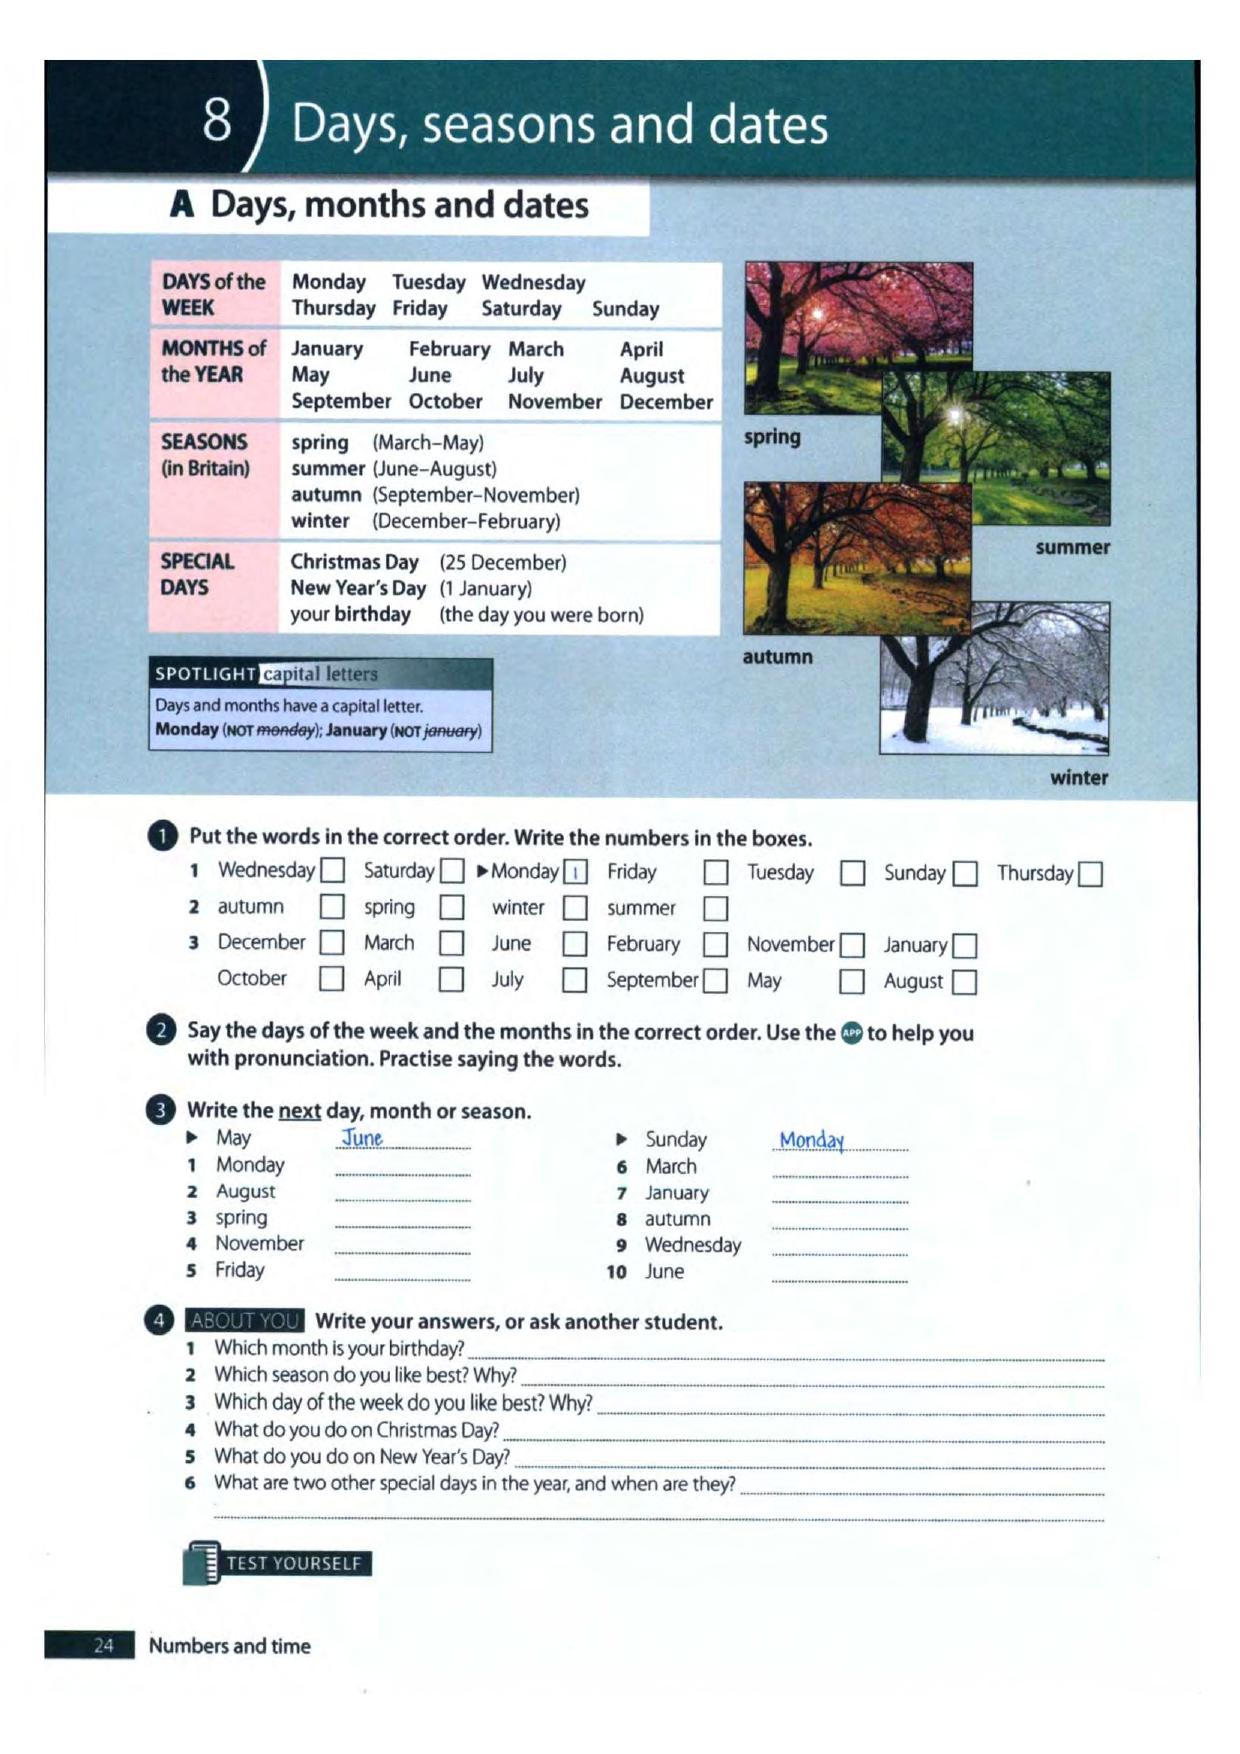 8 Days, seasons and dates
A Days, months and dates
DAYS of the WEEK
Monday Tuesday Wednesday
Thursday Friday Saturday Sunday
MONTHS of the YEAR
January February March April
May June July August
September October November December
SEASONS (in Britain)
spring (March–May)
summer (June–August)
autumn (September–November)
winter (December–February)
SPECIAL DAYS
Christmas Day (25 December)
New Year's Day (1 January)
your birthday (the day you were born)
spring
summer
autumn
winter
SPOTLIGHT capital letters
Days and months have a capital letter.
Monday (NOT monday); January (NOT january)
1 Put the words in the correct order. Write the numbers in the boxes.
1 Wednesday Saturday ▶ Monday 1 Friday Tuesday Sunday Thursday
2 autumn spring winter summer
3 December March June February November January
October April July September May August
2 Say the days of the week and the months in the correct order. Use the APP to help you
with pronunciation. Practise saying the words.
3 Write the next day, month or season.
▶ May June
1 Monday
2 August
3 spring
4 November
5 Friday
▶ Sunday Monday
6 March
7 January
8 autumn
9 Wednesday
10 June
4 ABOUT YOU Write your answers, or ask another student.
1 Which month is your birthday?
2 Which season do you like best? Why?
3 Which day of the week do you like best? Why?
4 What do you do on Christmas Day?
5 What do you do on New Year's Day?
6 What are two other special days in the year, and when are they?
TEST YOURSELF
24 Numbers and time